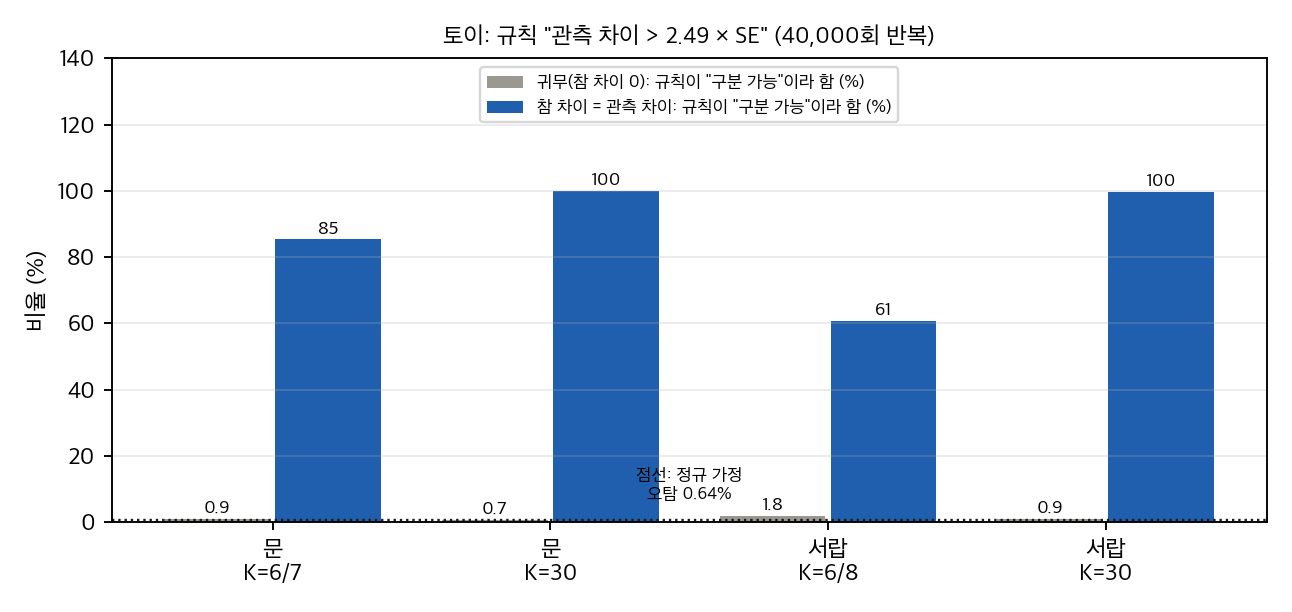 토이: 규칙 "관측 차이 > 2.49 × SE" (40,000회 반복)
귀무(참 차이 0): 규칙이 "구분 가능"이라 함 (%)
참 차이 = 관측 차이: 규칙이 "구분 가능"이라 함 (%)
비율 (%)
140
120
100
80
60
40
20
0
0.9
85
0.7
100
점선: 정규 가정
오탐 0.64%
1.8
61
0.9
100
문
K=6/7
문
K=30
서랍
K=6/8
서랍
K=30